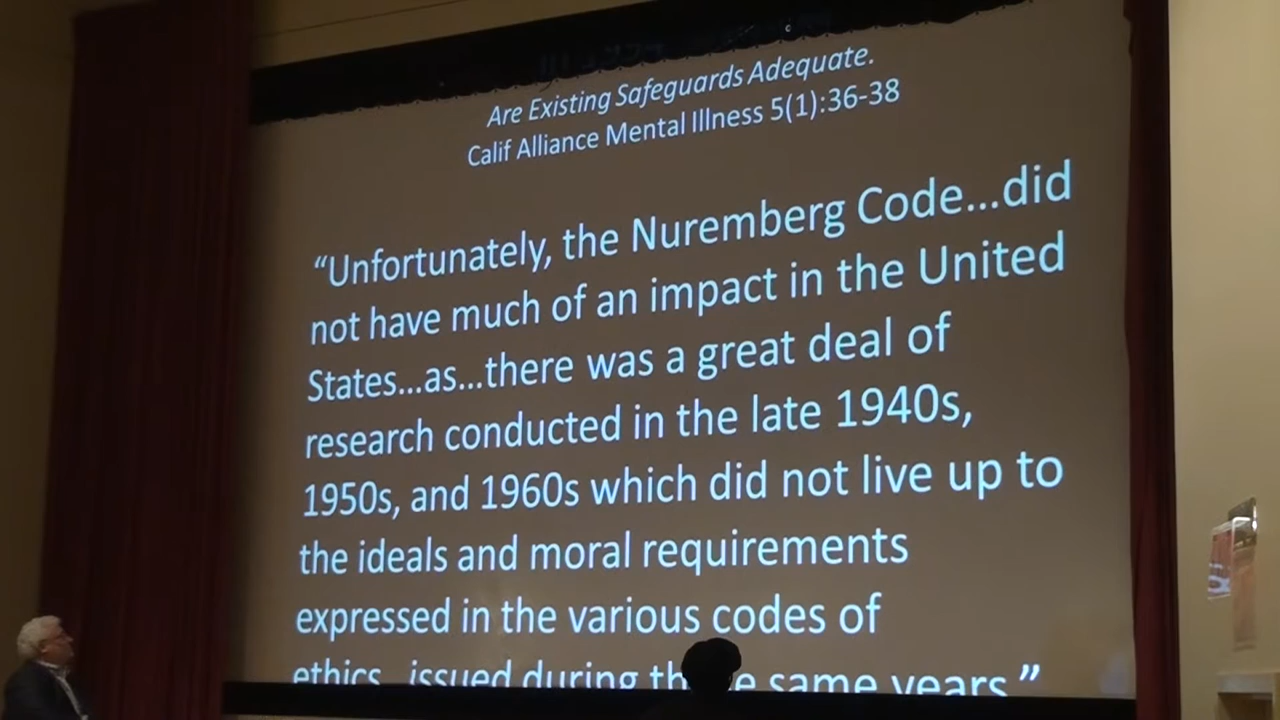 Are Existing Safeguards Adequate.
Calif Alliance Mental Illness 5(1):36-38
“Unfortunately, the Nuremberg Code...did
not have much of an impact in the United
States...as...there was a great deal of
research conducted in the late 1940s,
1950s, and 1960s which did not live up to
the ideals and moral requirements
expressed in the various codes of
ethics...issued during same years.”